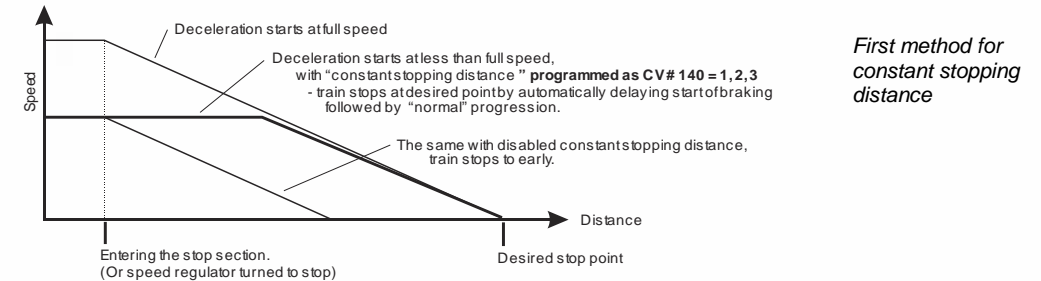 Deceleration starts at full speed
Deceleration starts at less than full speed,
with “constant stopping distance ” programmed as CV# 140 = 1, 2, 3
- train stops at desired point by automatically delaying start of braking
followed by “normal” progression.
The same with disabled constant stopping distance,
train stops to early.
Speed
Distance
Entering the stop section.
(Or speed regulator turned to stop)
Desired stop point
First method for
constant stopping
distance